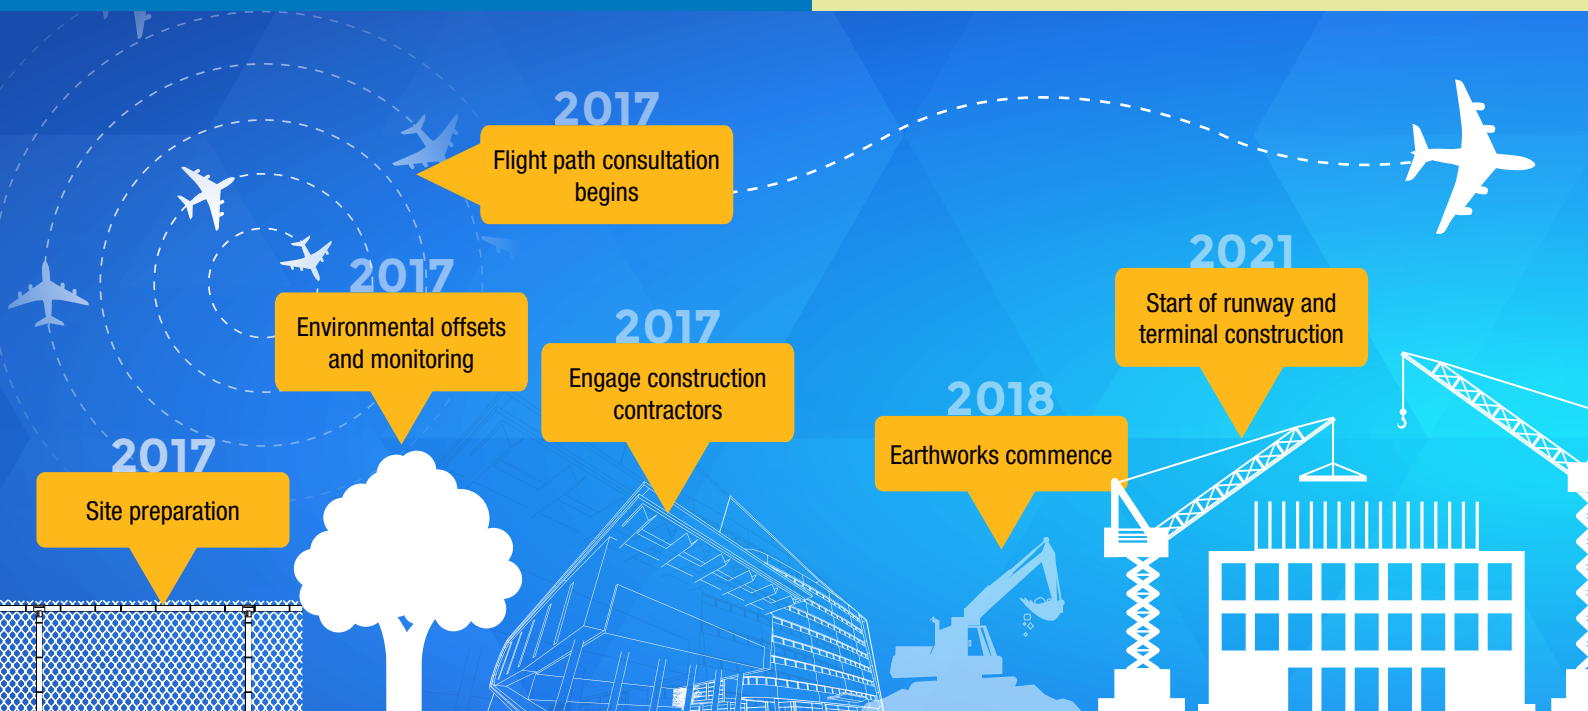 2017
Flight path consultation
begins
2017
Environmental offsets
and monitoring
2017
Engage construction
contractors
2017
Site preparation
2018
Earthworks commence
2021
Start of runway and
terminal construction